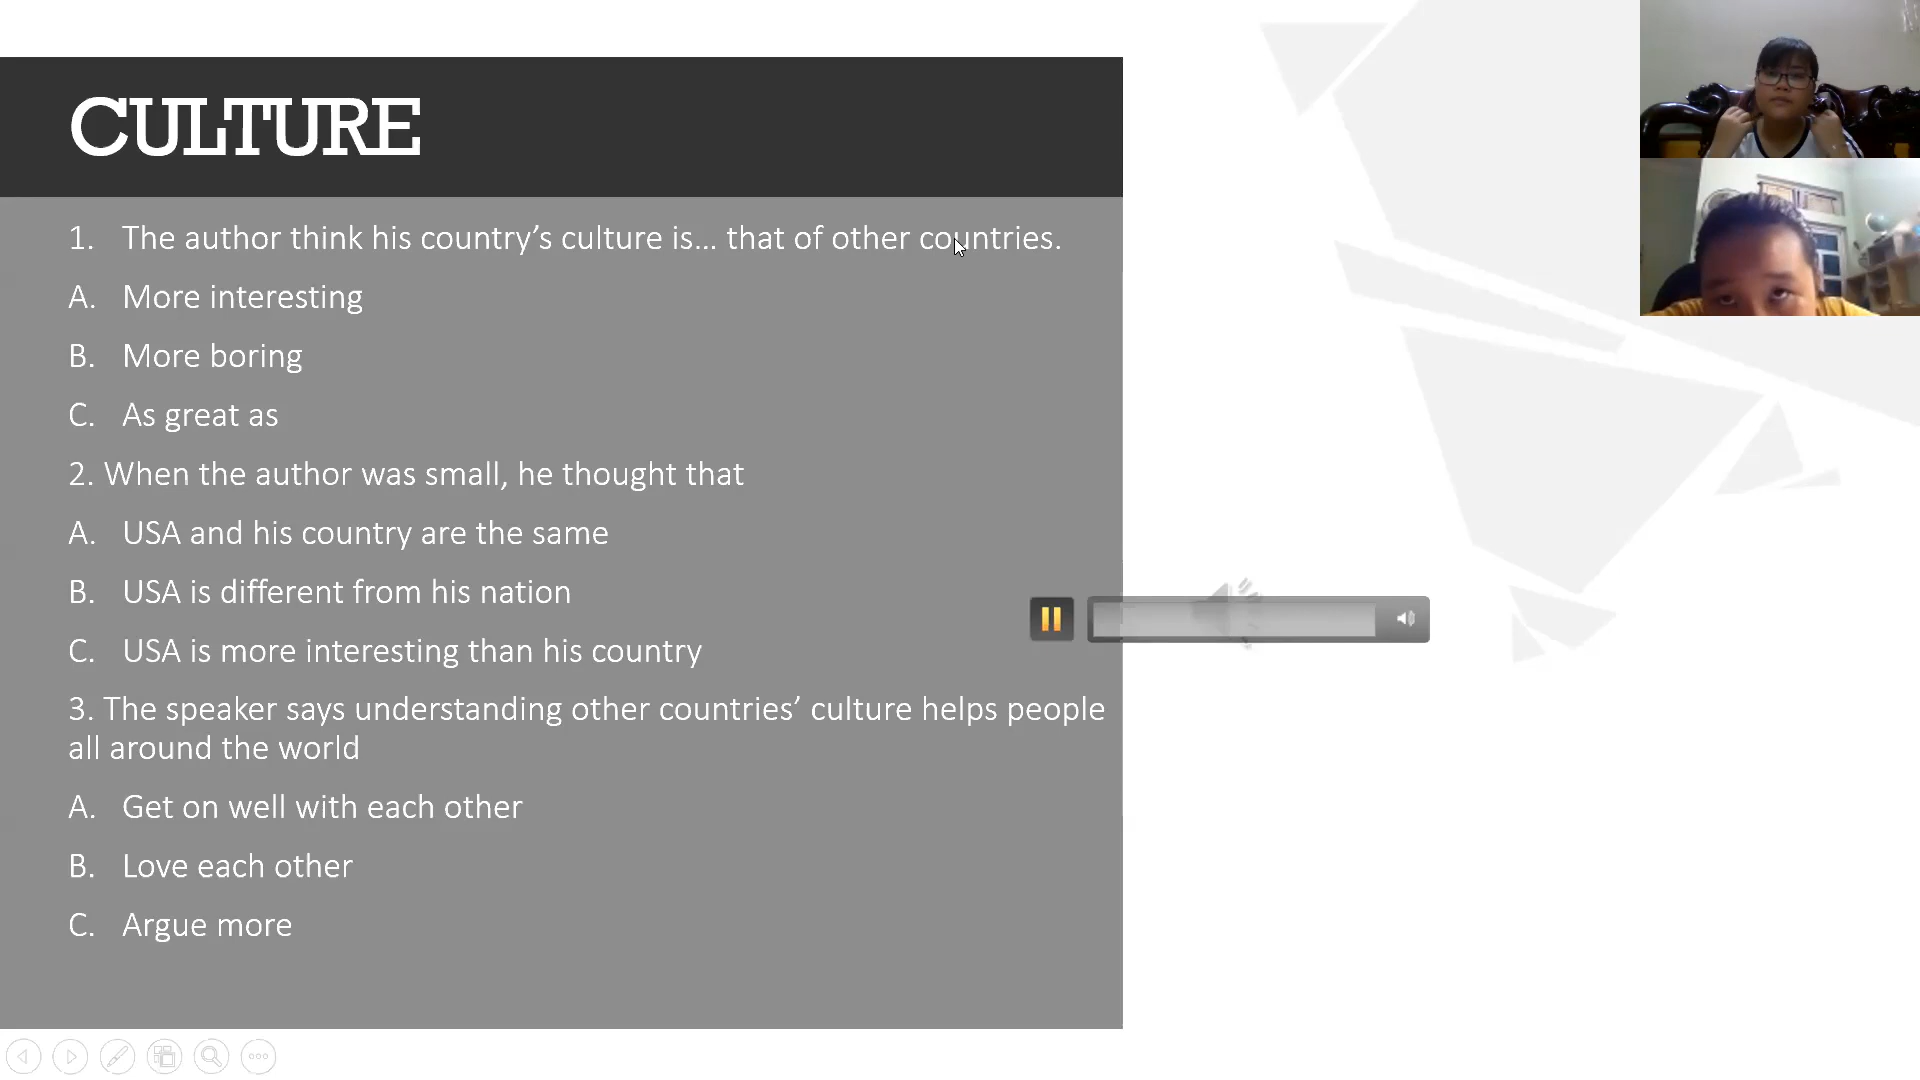 CULTURE
1. The author think his country’s culture is... that of other countries.
A. More interesting
B. More boring
C. As great as
2. When the author was small, he thought that
A. USA and his country are the same
B. USA is different from his nation
C. USA is more interesting than his country
3. The speaker says understanding other countries’ culture helps people
all around the world
A. Get on well with each other
B. Love each other
C. Argue more